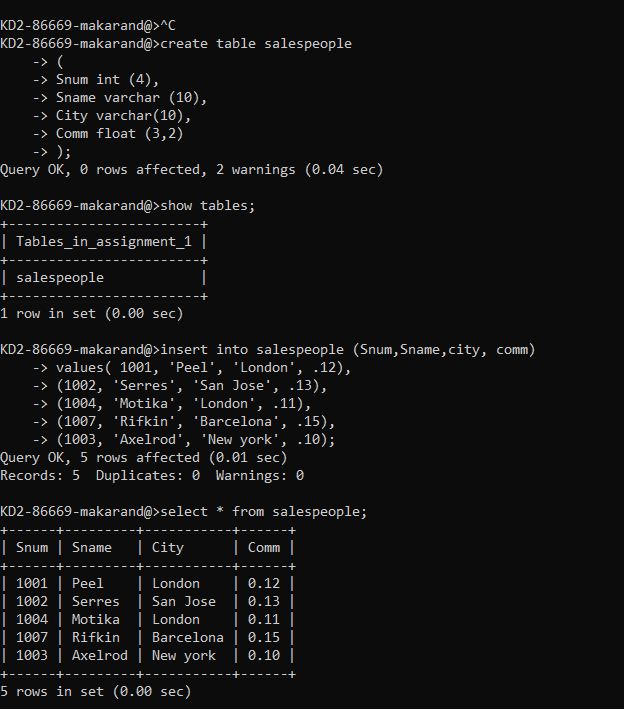 KD2-86669-makarand@>^C
KD2-86669-makarand@>create table salespeople
    -> (
    -> Snum int (4),
    -> Sname varchar (10),
    -> City varchar(10),
    -> Comm float (3,2)
    -> );
Query OK, 0 rows affected, 2 warnings (0.04 sec)

KD2-86669-makarand@>show tables;
+------------------------+
| Tables_in_assignment_1 |
+------------------------+
| salespeople            |
+------------------------+
1 row in set (0.00 sec)

KD2-86669-makarand@>insert into salespeople (Snum,Sname,city, comm)
    -> values( 1001, 'Peel', 'London', .12),
    -> (1002, 'Serres', 'San Jose', .13),
    -> (1004, 'Motika', 'London', .11),
    -> (1007, 'Rifkin', 'Barcelona', .15),
    -> (1003, 'Axelrod', 'New york', .10);
Query OK, 5 rows affected (0.01 sec)
Records: 5  Duplicates: 0  Warnings: 0

KD2-86669-makarand@>select * from salespeople;
+------+---------+-----------+------+
| Snum | Sname   | City      | Comm |
+------+---------+-----------+------+
| 1001 | Peel    | London    | 0.12 |
| 1002 | Serres  | San Jose  | 0.13 |
| 1004 | Motika  | London    | 0.11 |
| 1007 | Rifkin  | Barcelona | 0.15 |
| 1003 | Axelrod | New york  | 0.10 |
+------+---------+-----------+------+
5 rows in set (0.00 sec)